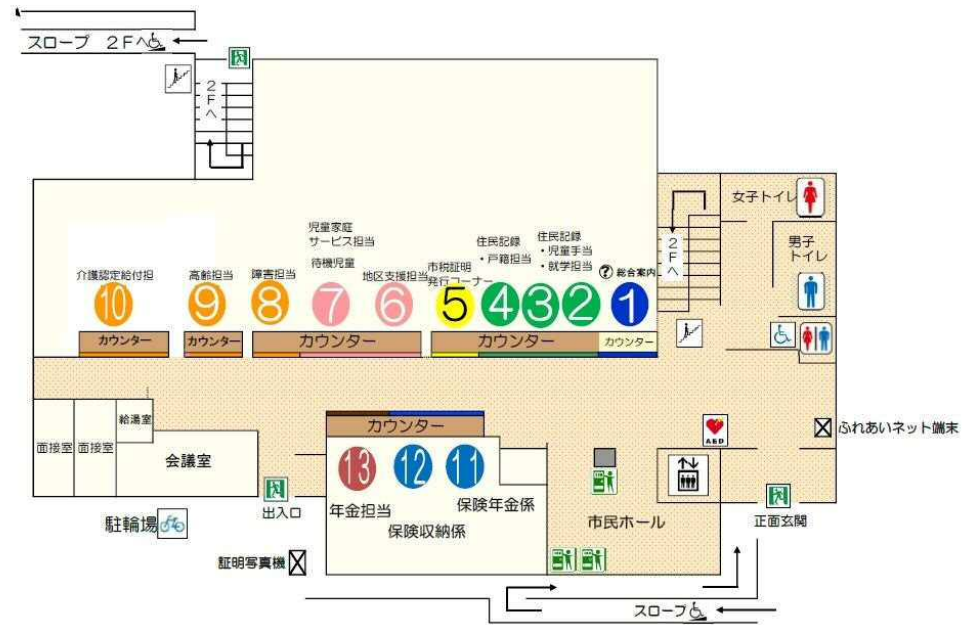 スロープ 2Fへ
2Fへ
女子トイレ
男子
トイレ
2Fへ
児童家庭
サービス担当
待機児童
住民記録
・戸籍担当
住民記録
・児童手当
・就学担当
介護認定給付担
高齢担当
障害担当
地区支援担当
市税証明
発行コーナー
? 総合案内
10
9
8
7
6
5
4
3
2
1
カウンター
カウンター
カウンター
カウンター
カウンター
カウンター
給湯室
面接室
面接室
会議室
13
12
11
年金担当
保険収納係
保険年金係
AED
ふれあいネット端末
市民ホール
出入口
正面玄関
駐輪場
証明写真機
スロープ